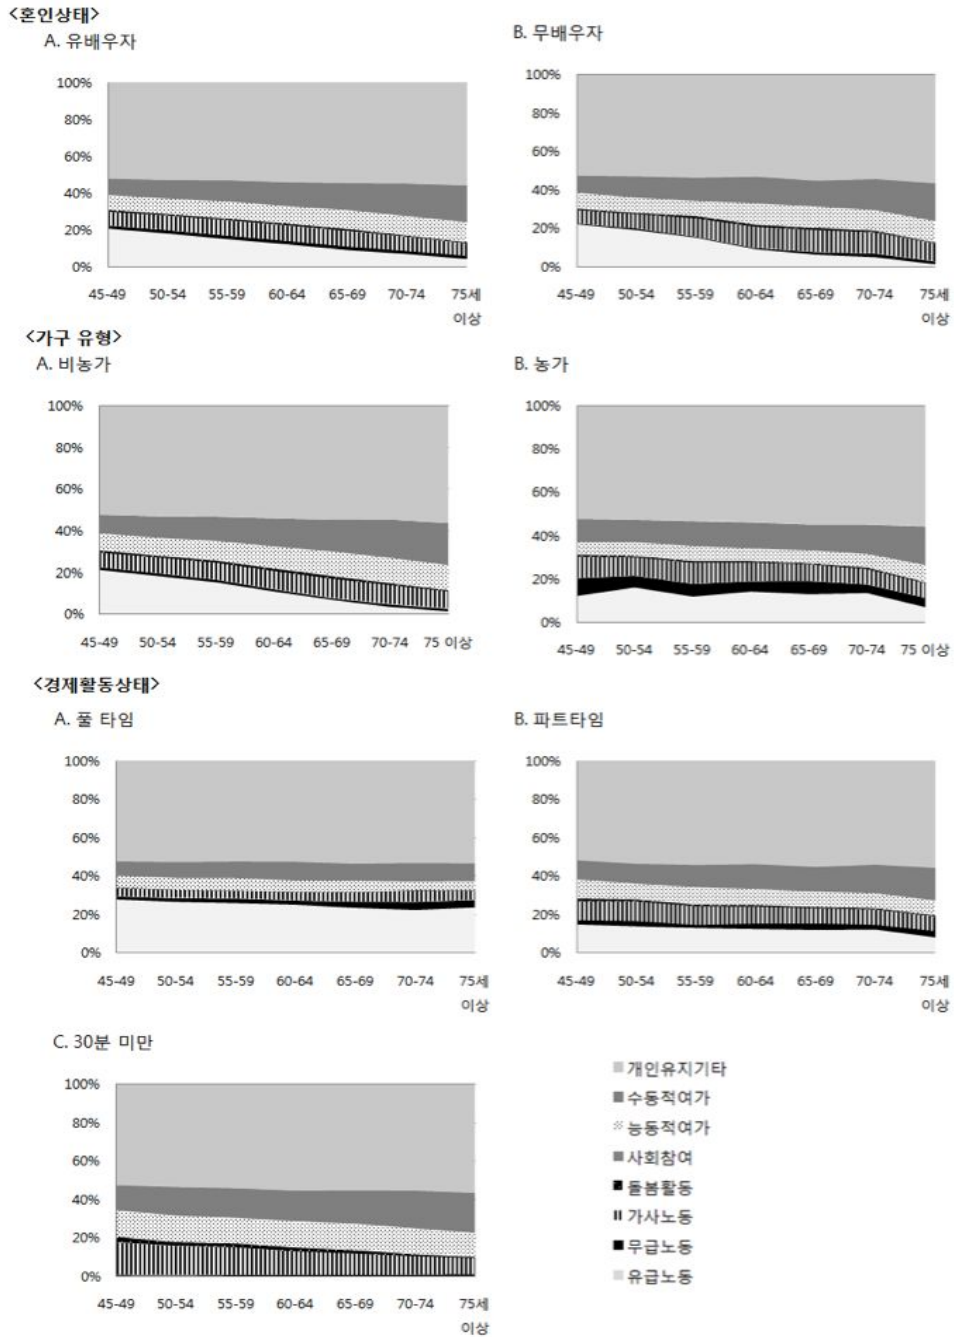 <혼인상태>
A. 유배우자
B. 무배우자
100%
80%
60%
40%
20%
0%
45-49 50-54 55-59 60-64 65-69 70-74 75세 이상
100%
80%
60%
40%
20%
0%
45-49 50-54 55-59 60-64 65-69 70-74 75세 이상
<가구 유형>
A. 비농가
B. 농가
100%
80%
60%
40%
20%
0%
45-49 50-54 55-59 60-64 65-69 70-74 75 이상
100%
80%
60%
40%
20%
0%
45-49 50-54 55-59 60-64 65-69 70-74 75 이상
<경제활동상태>
A. 풀 타임
B. 파트타임
100%
80%
60%
40%
20%
0%
45-49 50-54 55-59 60-64 65-69 70-74 75세 이상
100%
80%
60%
40%
20%
0%
45-49 50-54 55-59 60-64 65-69 70-74 75세 이상
C. 30분 미만
100%
80%
60%
40%
20%
0%
45-49 50-54 55-59 60-64 65-69 70-74 75세 이상
개인유지기타
수동적여가
능동적여가
사회참여
돌봄활동
가사노동
무급노동
유급노동